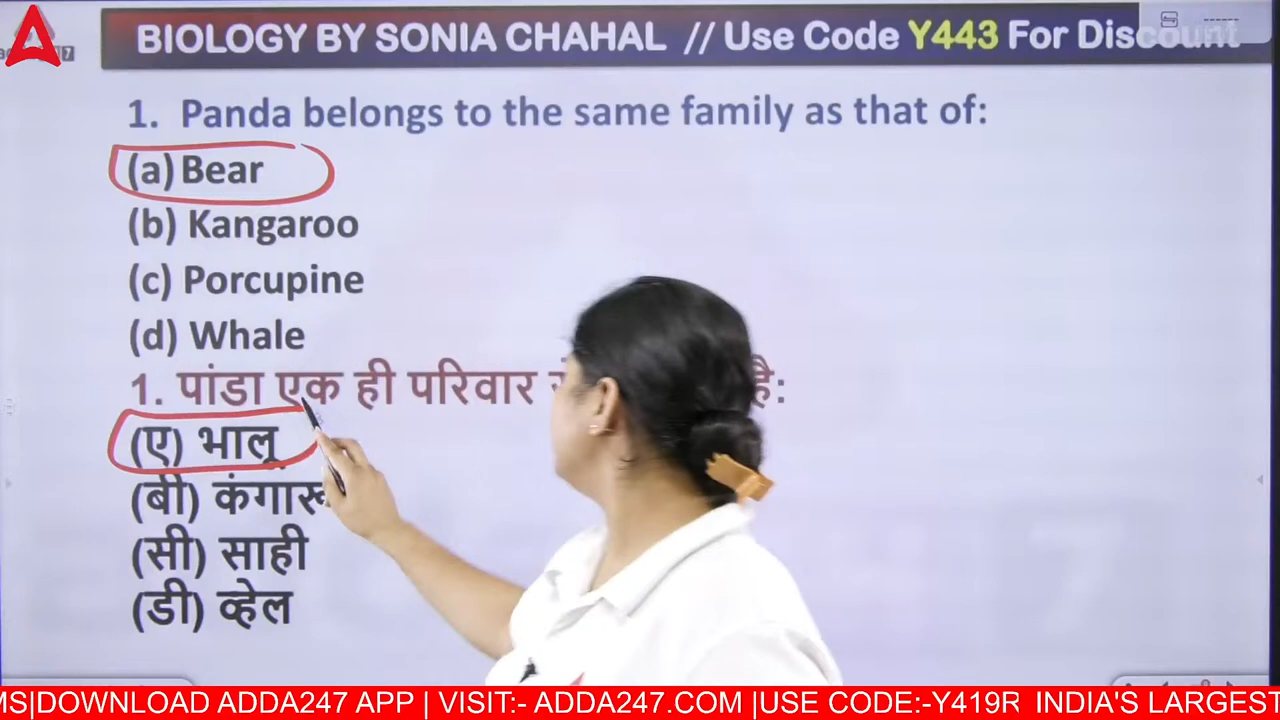 BIOLOGY BY SONIA CHAHAL // Use Code Y443 For Discount
1. Panda belongs to the same family as that of:
(a) Bear
(b) Kangaroo
(c) Porcupine
(d) Whale
1. पांडा एक ही परिवार है:
(ए) भालू
(बी) कंगारू
(सी) साही
(डी) व्हेल
MS|DOWNLOAD ADDA247 APP | VISIT:- ADDA247.COM |USE CODE:-Y419R INDIA'S LARGEST